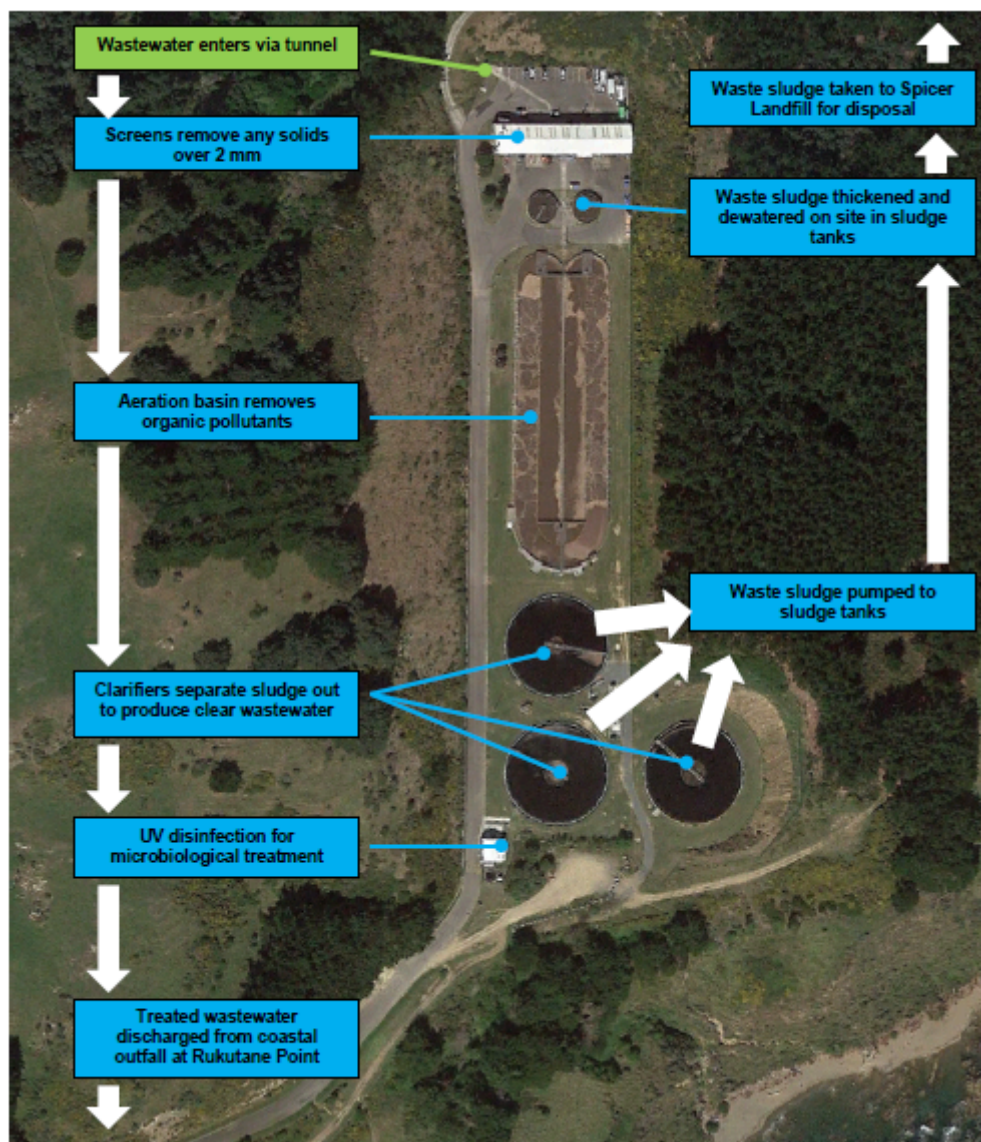 Wastewater enters via tunnel
Screens remove any solids
over 2 mm
Aeration basin removes
organic pollutants
Clarifiers separate sludge out
to produce clear wastewater
UV disinfection for
microbiological treatment
Treated wastewater
discharged from coastal
outfall at Rukutane Point
Waste sludge taken to Spicer
Landfill for disposal
Waste sludge thickened and
dewatered on site in sludge
tanks
Waste sludge pumped to
sludge tanks